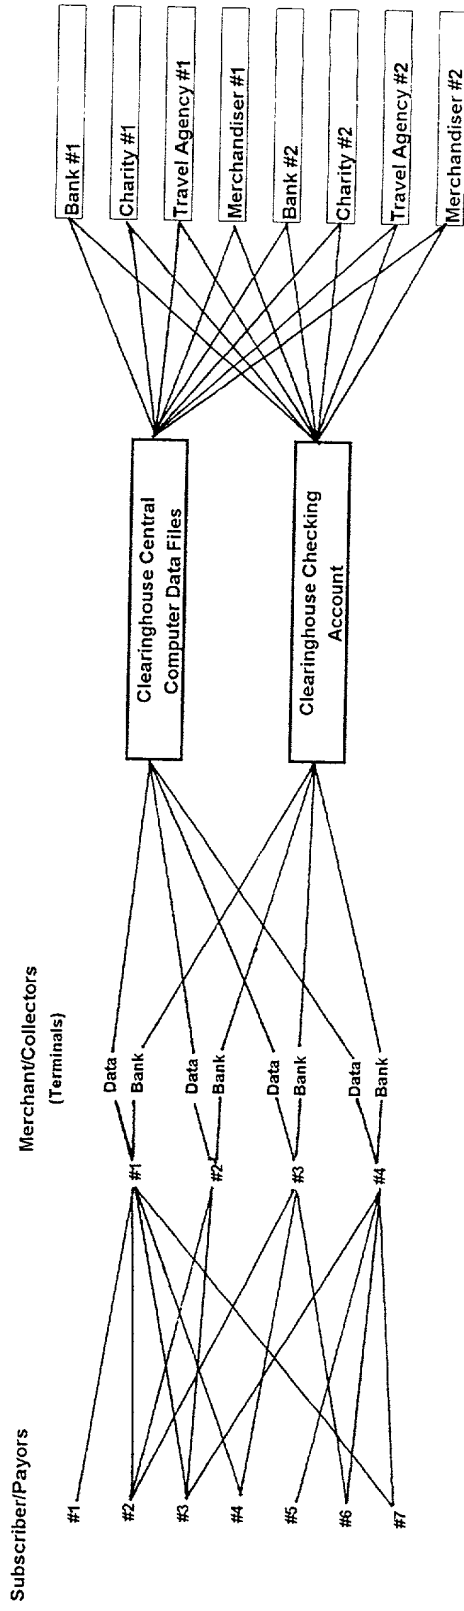 Subscriber/Payors
#1
#2
#3
#4
#5
#6
#7
Merchant/Collectors
(Terminals)
Data
#1
Bank
Data
#2
Bank
Data
#3
Bank
Data
#4
Bank
Clearinghouse Central
Computer Data Files
Clearinghouse Checking
Account
Bank #1
Charity #1
Travel Agency #1
Merchandiser #1
Bank #2
Charity #2
Travel Agency #2
Merchandiser #2